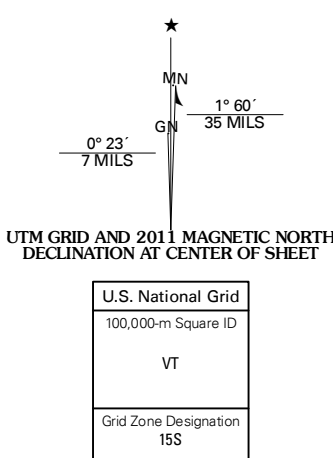 MN
1° 60´
35 MILS
GN
0° 23´
7 MILS
UTM GRID AND 2011 MAGNETIC NORTH
DECLINATION AT CENTER OF SHEET
U.S. National Grid
100,000-m Square ID
VT
Grid Zone Designation
15S